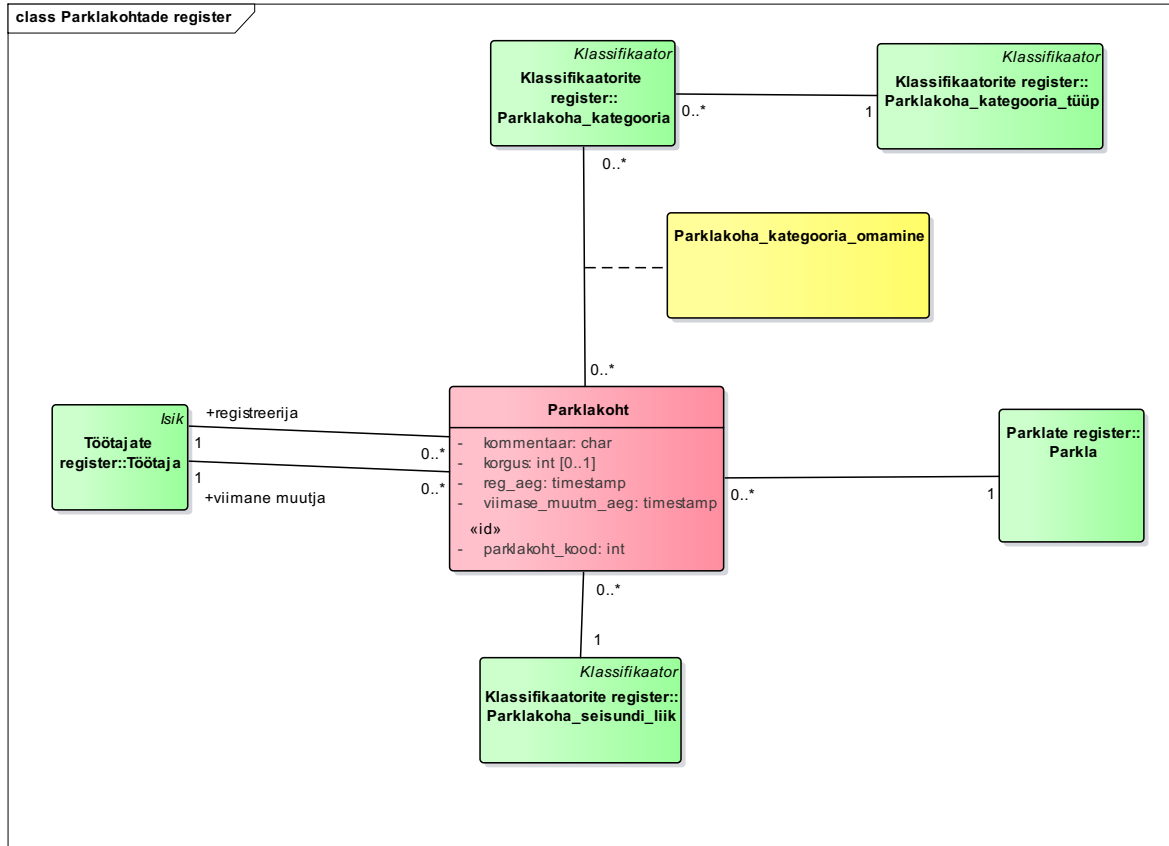 class Parklakohtade register
Klassifikaator
Klassifikaatorite
register::
Parklakoha_kategooria
Klassifikaator
Klassifikaatorite register::
Parklakoha_kategooria_tüüp
0..*
1
0..*
Parklakoha_kategooria_omamine
0..*
Isik
Töötajate
register::Töötaja
+registreerija
1
0..*
1
0..*
+viimane muutja
Parklakoht
- kommentaar: char
- korgus: int [0..1]
- reg_aeg: timestamp
- viimase_muutm_aeg: timestamp
«id»
- parklakoht_kood: int
0..*
1
Parklate register::
Parkla
0..*
1
Klassifikaator
Klassifikaatorite register::
Parklakoha_seisundi_liik